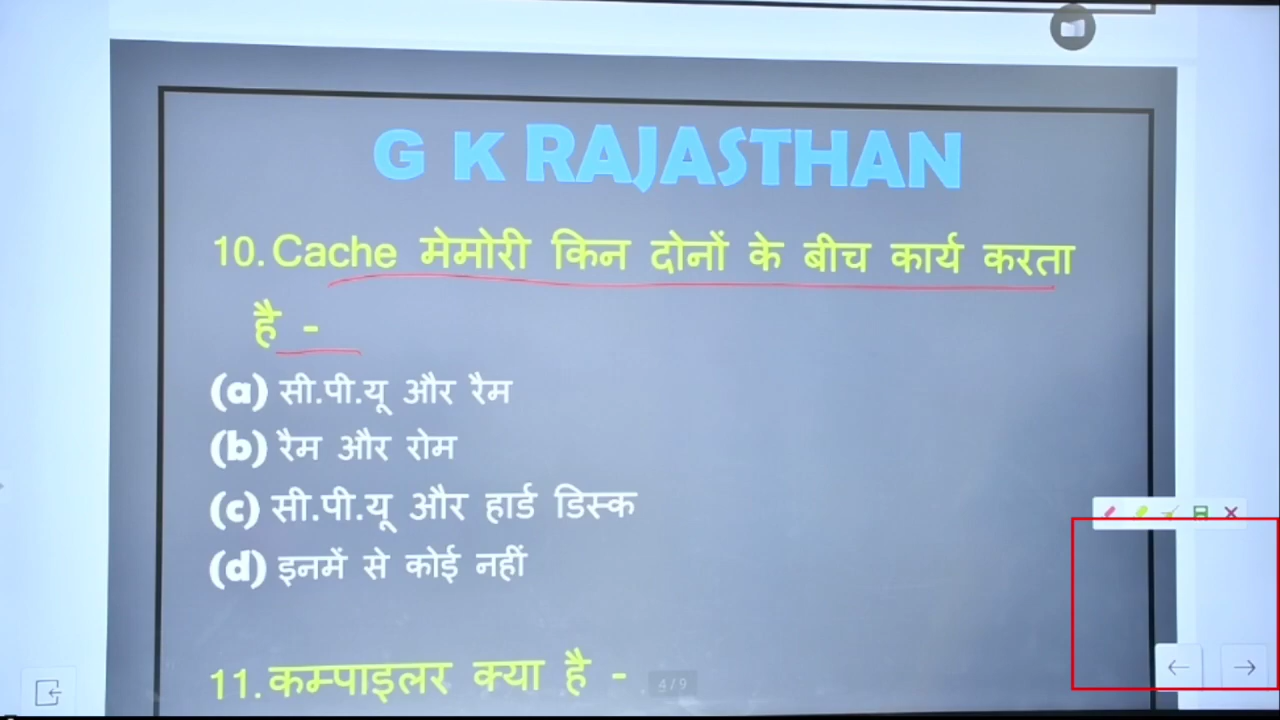 G K RAJASTHAN
10. Cache मेमोरी किन दोनों के बीच कार्य करता
है -
(a) सी.पी.यू और रैम
(b) रैम और रोम
(c) सी.पी.यू और हार्ड डिस्क
(d) इनमें से कोई नहीं
11. कम्पाइलर क्या है -
4/9